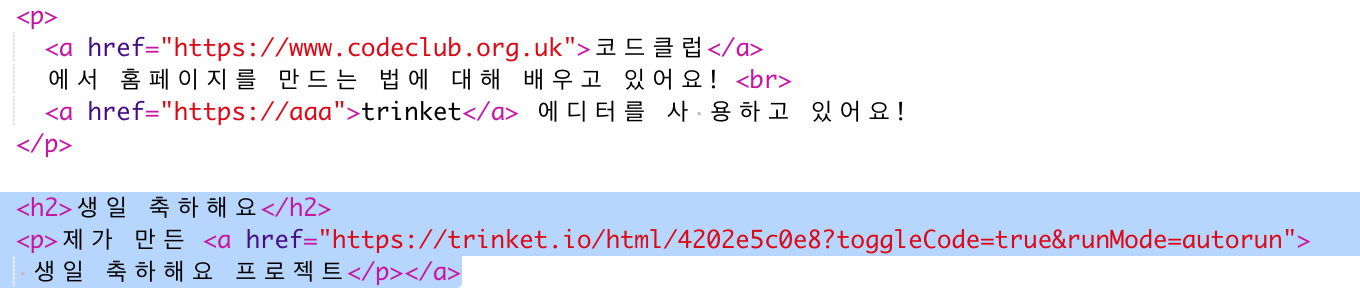 <p>
<a href="https://www.codeclub.org.uk">코드클럽</a>
에서 홈페이지를 만드는 법에 대해 배우고 있어요! <br>
<a href="https://aaa">trinket</a> 에디터를 사 용하고 있어요!
</p>
<h2>생일 축하해요</h2>
<p>제가 만든 <a href="https://trinket.io/html/4202e5c0e8?toggleCode=true&runMode=autorun">
생일 축하해요 프로젝트</p></a>